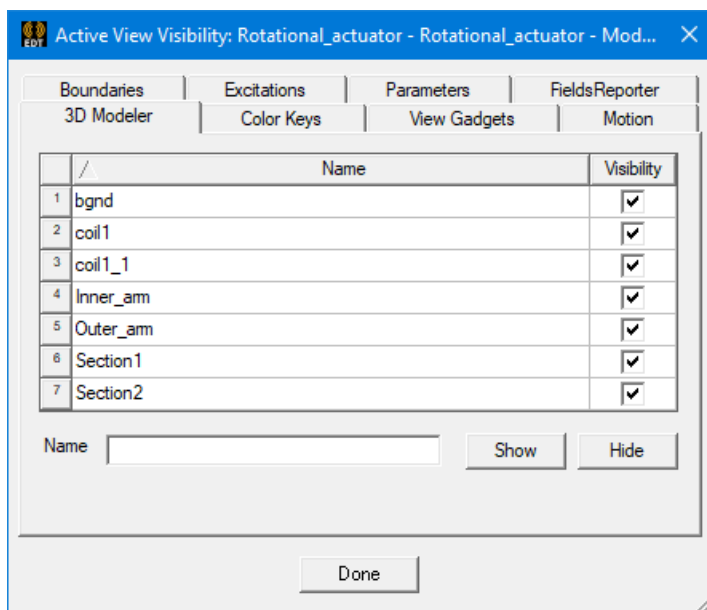 EDT Active View Visibility: Rotational_actuator - Rotational_actuator - Mod...
Boundaries Excitations Parameters FieldsReporter
3D Modeler Color Keys View Gadgets Motion
Name Visibility
1 bgnd
2 coil1
3 coil1_1
4 Inner_arm
5 Outer_arm
6 Section1
7 Section2
Name Show Hide
Done